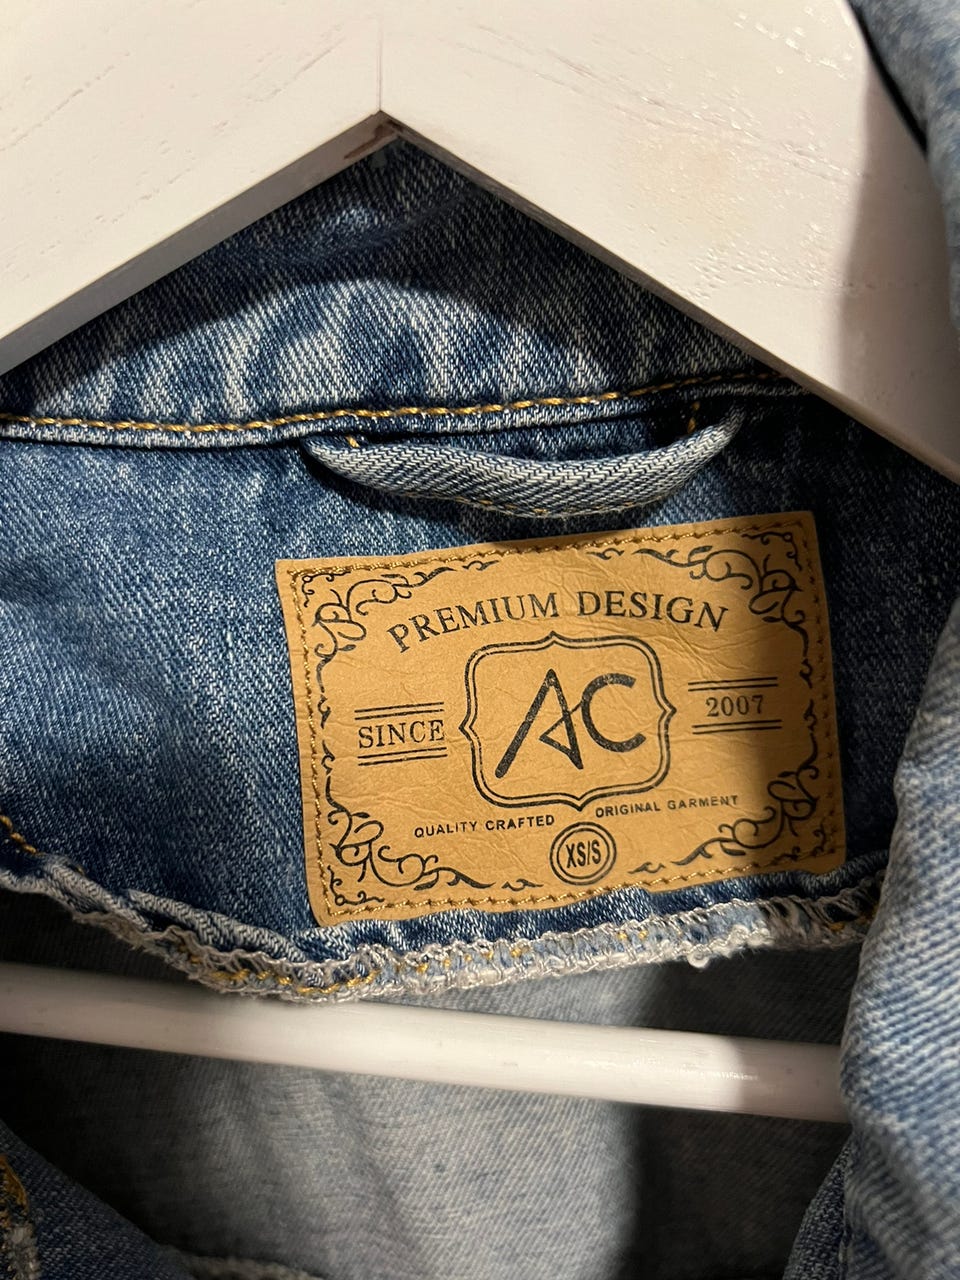 PREMIUM DESIGN
SINCE
AC
2007
QUALITY CRAFTED
ORIGINAL GARMENT
XS/S